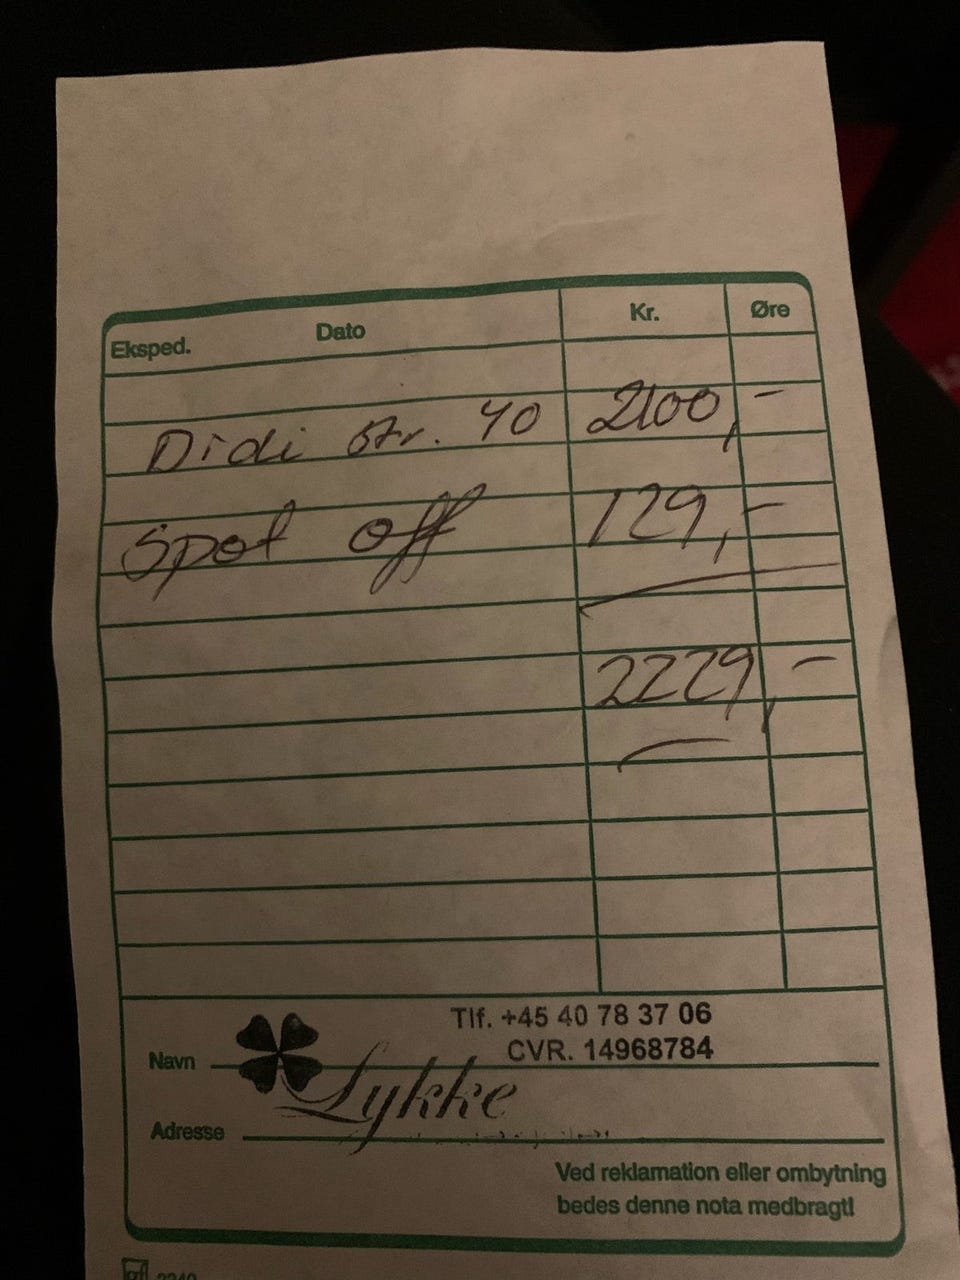 Eksped. Dato Kr. Øre
Didi str. 40 2100,-
Spot off 129,-
2229,-
Tlf. +45 40 78 37 06
CVR. 14968784
Navn
Lykke
Adresse
Ved reklamation eller ombytning
bedes denne nota medbragt!